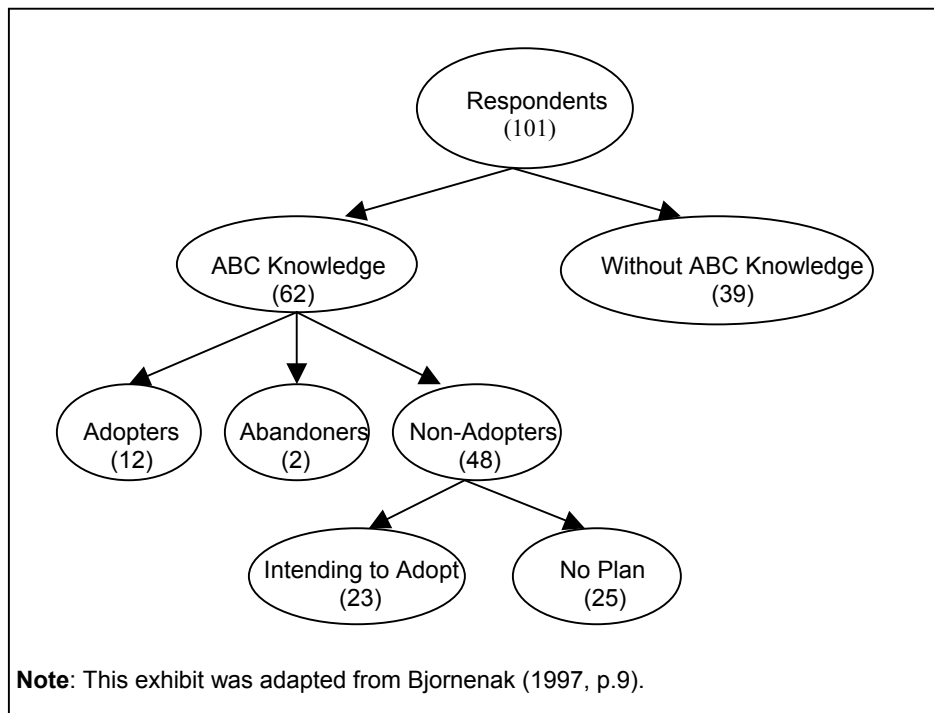 Respondents
(101)
ABC Knowledge
(62)
Without ABC Knowledge
(39)
Adopters
(12)
Abandoners
(2)
Non-Adopters
(48)
Intending to Adopt
(23)
No Plan
(25)
Note: This exhibit was adapted from Bjornenak (1997, p.9).